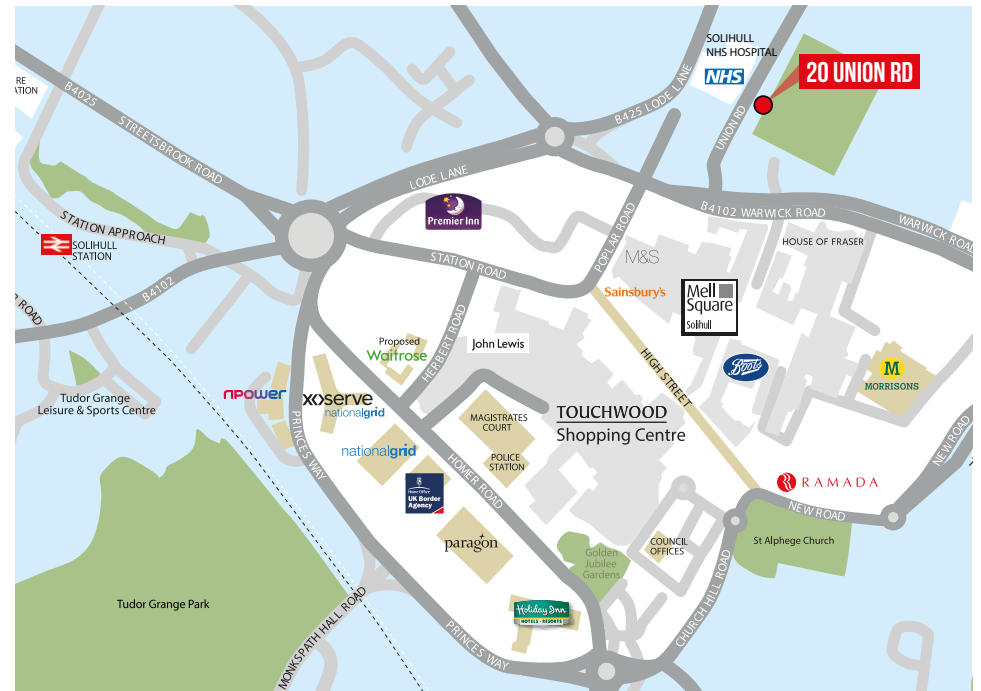 SOLIHULL
NHS HOSPITAL
NHS
20 UNION RD
RE
ATION
B4025
STREETSBROOK ROAD
B425 LODE LANE
UNION RD
LODE LANE
Premier Inn
B4102 WARWICK ROAD
WARWICK ROAD
STATION APPROACH
SOLIHULL
STATION
B4102
STATION ROAD
POPLAR ROAD
HOUSE OF FRASER
M&S
Sainsbury's
Mell
Square
Solihull
ROAD
HERBERT ROAD
Proposed
Waitrose
John Lewis
HIGH STREET
Boots
M
MORRISONS
Tudor Grange
Leisure & Sports Centre
npower
xoserve
nationalgrid
PRINCES WAY
nationalgrid
MAGISTRATES
COURT
POLICE
STATION
TOUCHWOOD
Shopping Centre
NEW ROAD
HOMER ROAD
Home Office
UK Border
Agency
RAMADA
NEW ROAD
paragon
COUNCIL
OFFICES
St Alphege Church
Golden
Jubilee
Gardens
Tudor Grange Park
Holiday Inn
HOTELS · RESORTS
MONKSPATH HALL ROAD
PRINCES WAY
CHURCH HILL ROAD